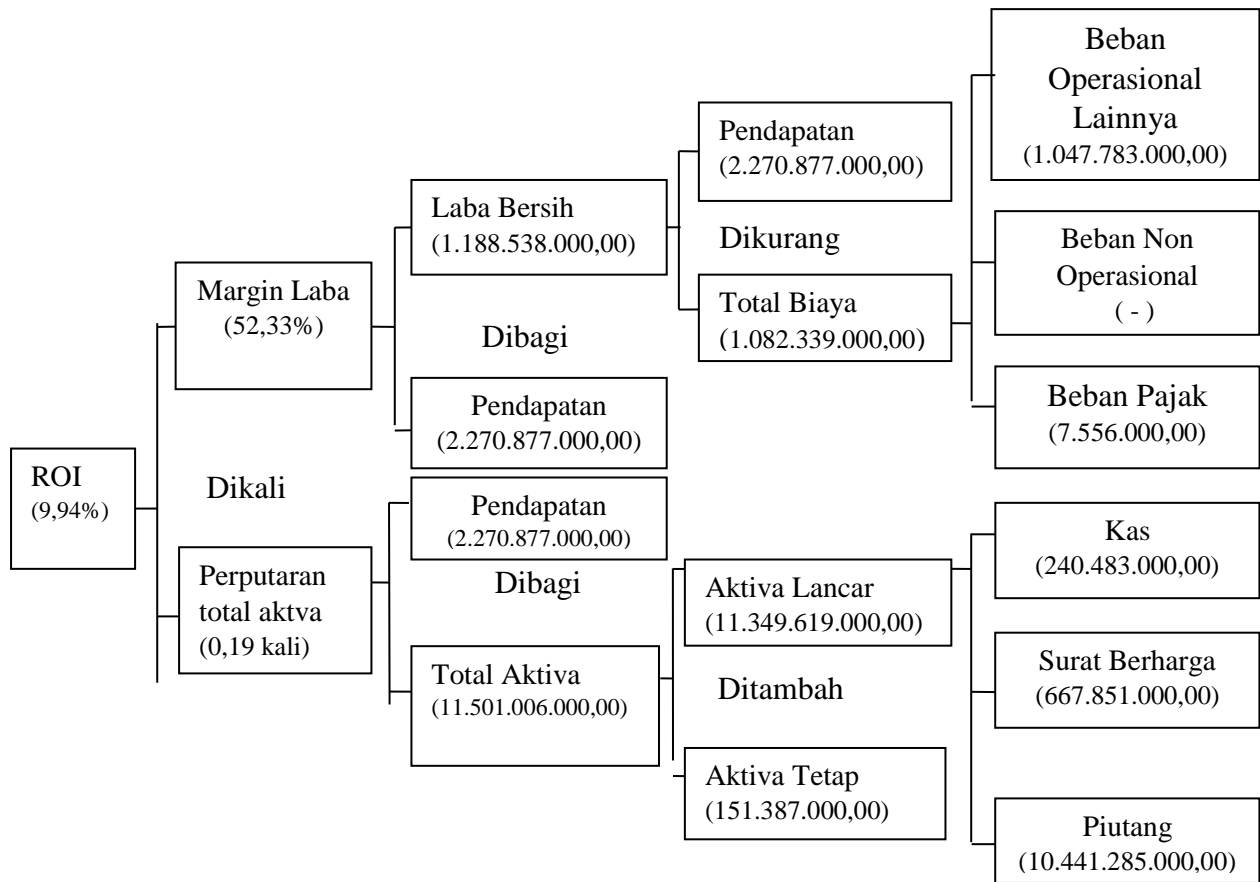 Beban
Operasional
Lainnya
(1.047.783.000,00)
Pendapatan
(2.270.877.000,00)
Laba Bersih
(1.188.538.000,00)
Dikurang
Beban Non
Operasional
( - )
Margin Laba
(52,33%)
Total Biaya
(1.082.339.000,00)
Dibagi
Pendapatan
(2.270.877.000,00)
Beban Pajak
(7.556.000,00)
ROI
(9,94%)
Dikali
Pendapatan
(2.270.877.000,00)
Kas
(240.483.000,00)
Perputaran
total aktva
(0,19 kali)
Dibagi
Aktiva Lancar
(11.349.619.000,00)
Total Aktiva
(11.501.006.000,00)
Ditambah
Surat Berharga
(667.851.000,00)
Aktiva Tetap
(151.387.000,00)
Piutang
(10.441.285.000,00)